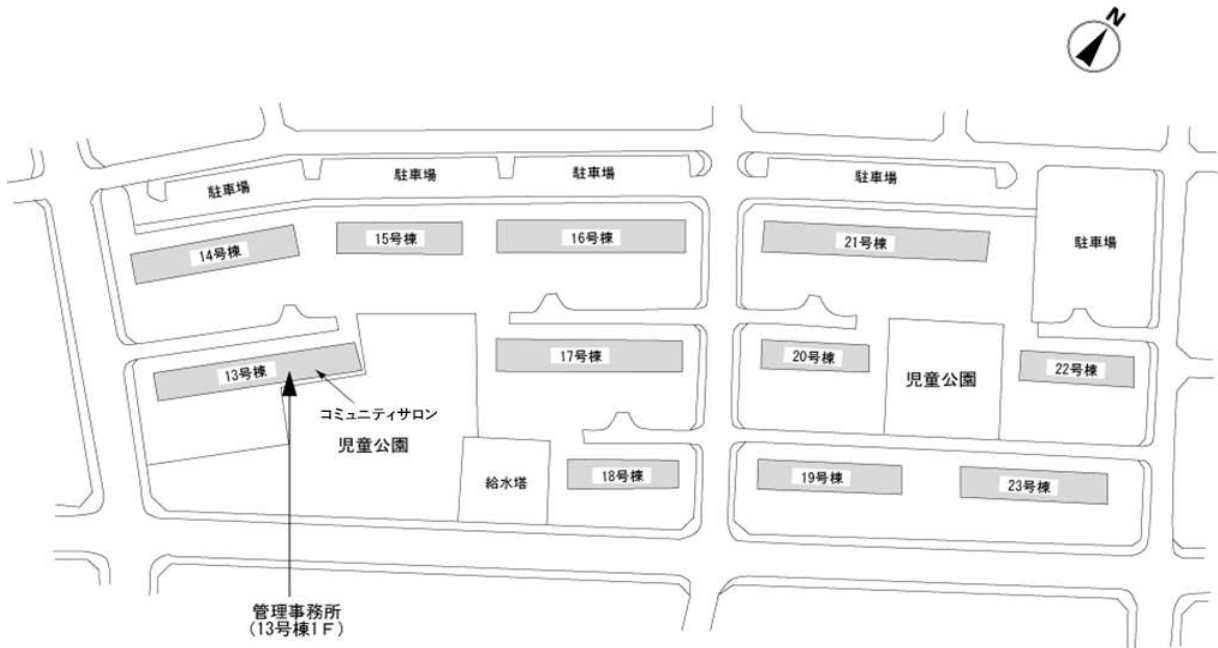 N
駐車場
駐車場
駐車場
駐車場
14号棟
15号棟
16号棟
21号棟
駐車場
13号棟
17号棟
20号棟
児童公園
22号棟
コミュニティサロン
児童公園
給水塔
18号棟
19号棟
23号棟
管理事務所
(13号棟1F)